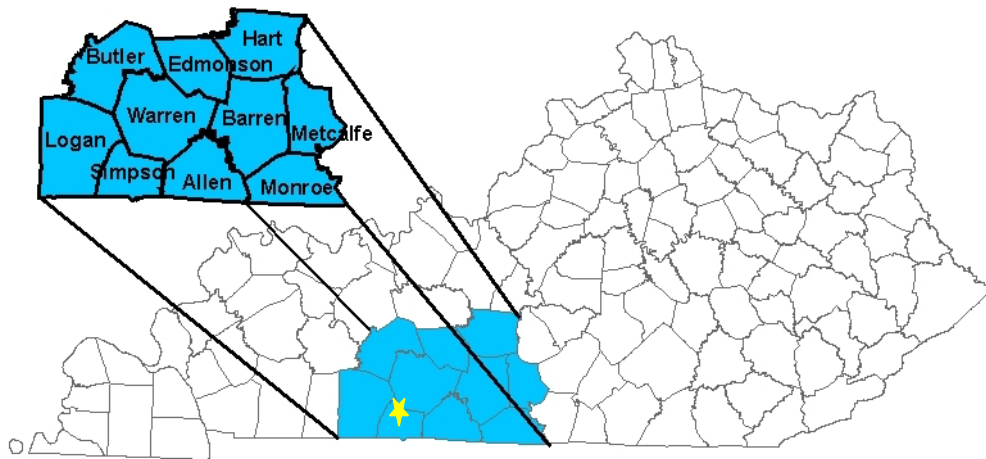 Hart
Butler
Edmonson
Warren
Barren
Logan
Metcalfe
Simpson
Allen
Monroe